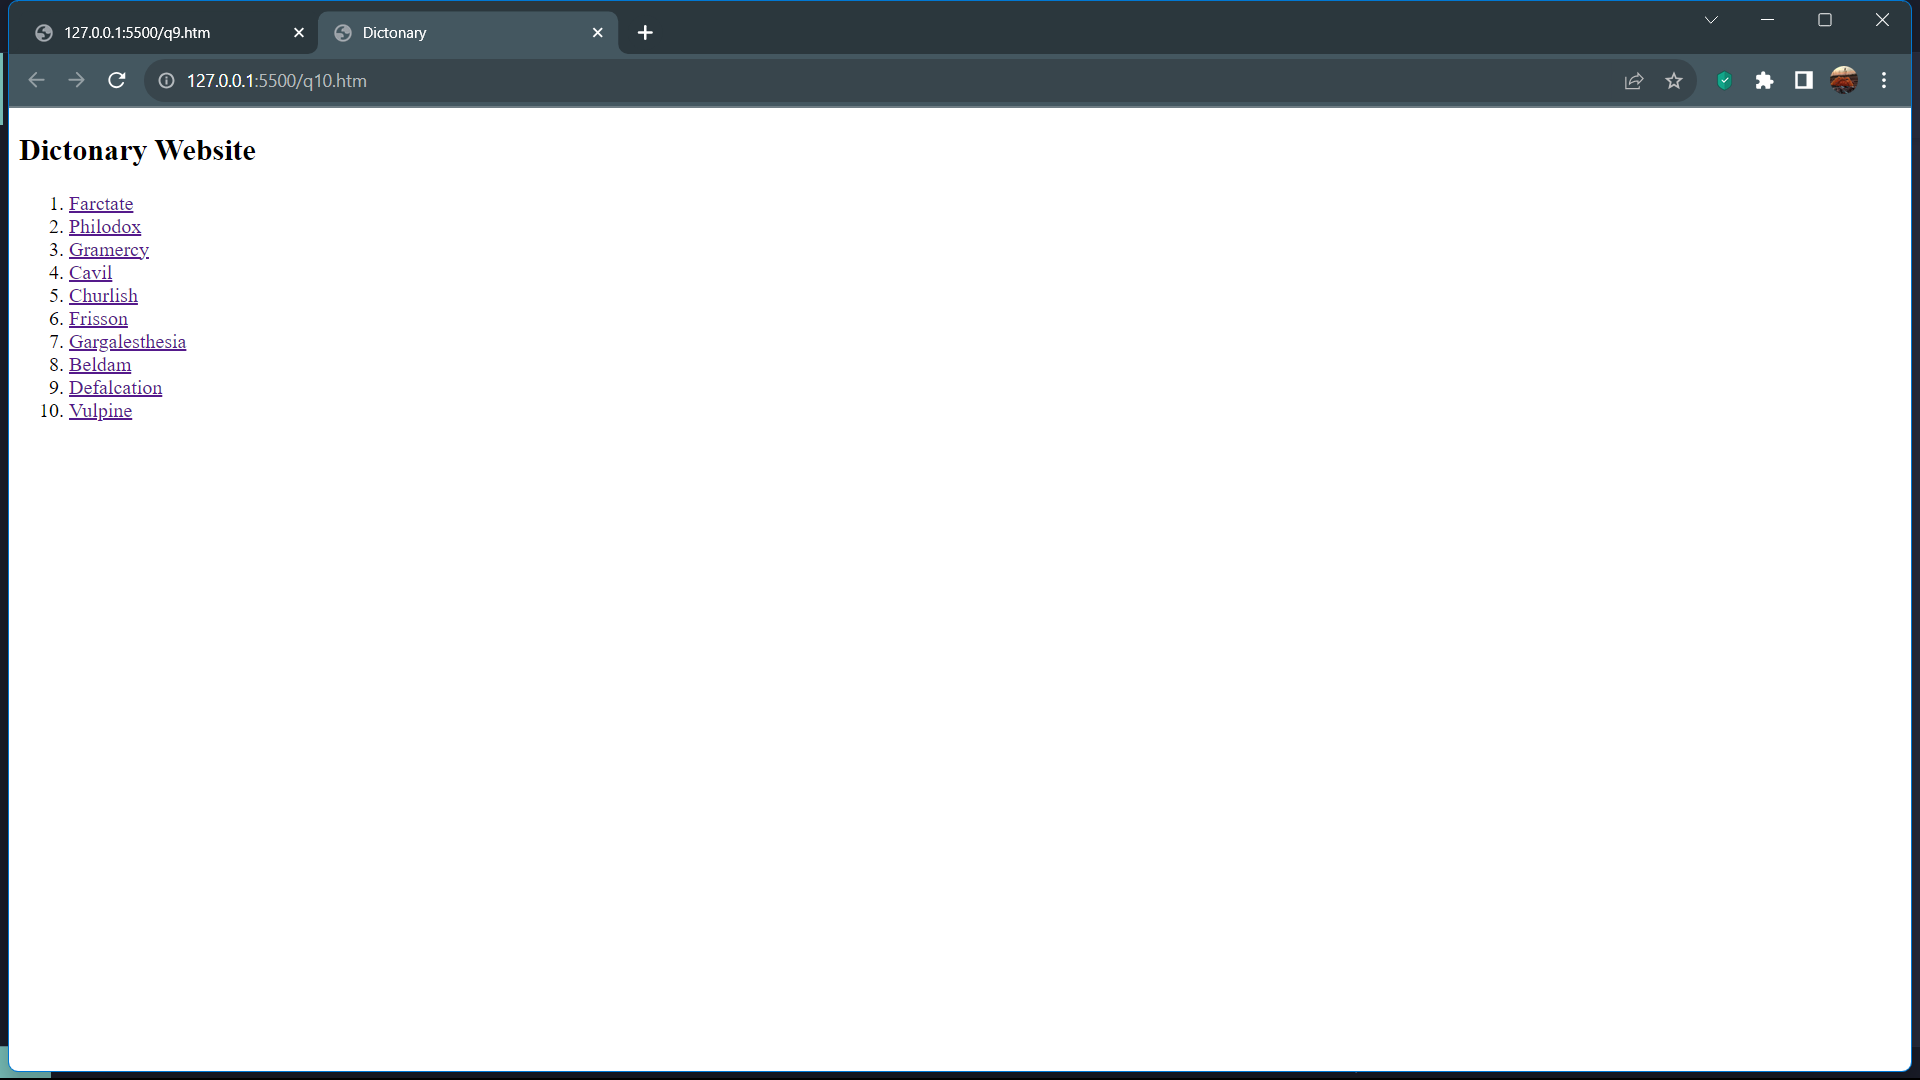 127.0.0.1:5500/q9.htm
Dictonary
127.0.0.1:5500/q10.htm
Dictonary Website
1. Farctate
2. Philodox
3. Gramercy
4. Cavil
5. Churlish
6. Frisson
7. Gargalesthesia
8. Beldam
9. Defalcation
10. Vulpine